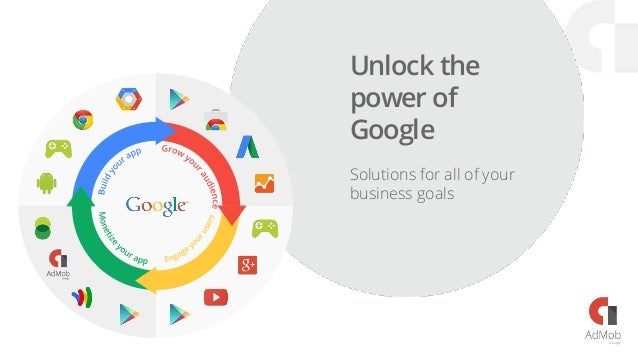 Unlock the
power of
Google
Solutions for all of your
business goals
Build your app
Grow your audience
Engage your users
Monetize your app
Google™
g+
AdMob
AdMob